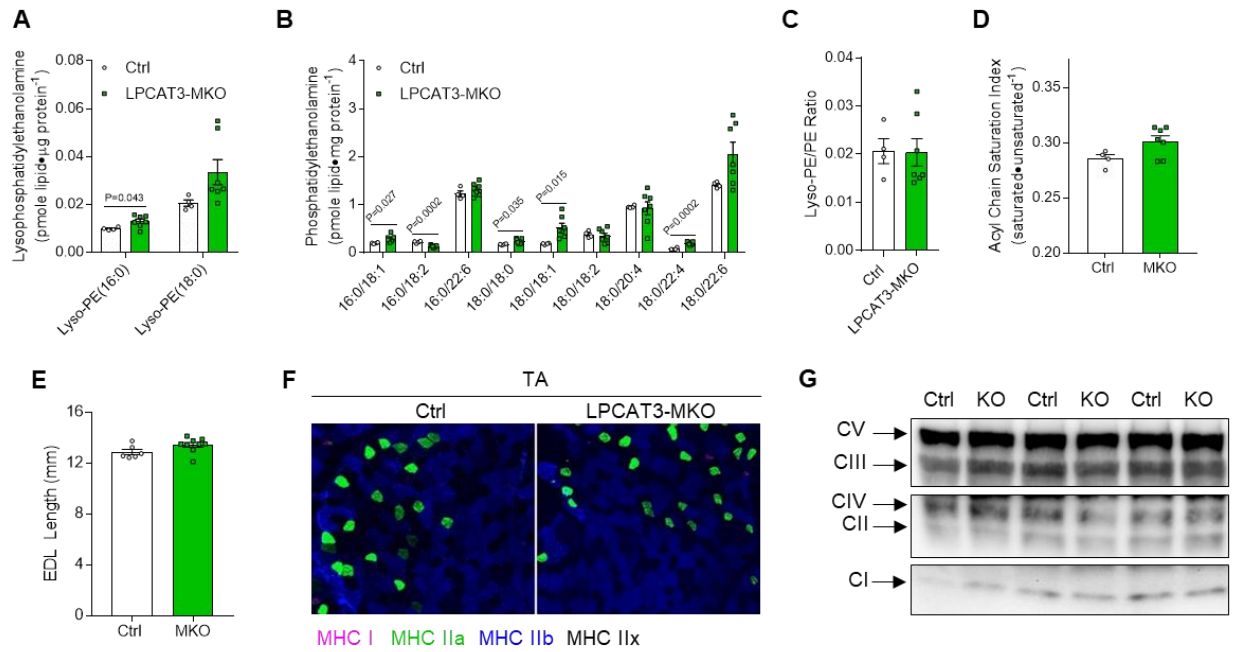 A
Lysophosphatidylethanolamine
(pmole lipid•µg protein-1)
0.08
0.06
0.04
0.02
0.00
Ctrl
LPCAT3-MKO
P=0.043
Lyso-PE(16:0)
Lyso-PE(18:0)
B
Phosphatidylethanolamine
(pmole lipid•mg protein-1)
4
3
2
1
0
Ctrl
LPCAT3-MKO
P=0.027
P=0.0002
P=0.035
P=0.015
P=0.0002
16:0/18:1
16:0/18:2
16:0/22:6
18:0/18:0
18:0/18:1
18:0/18:2
18:0/20:4
18:0/22:4
18:0/22:6
C
Lyso-PE/PE Ratio
0.04
0.03
0.02
0.01
0.00
Ctrl
LPCAT3-MKO
D
Acyl Chain Saturation Index
(saturated•unsaturated-1)
0.35
0.30
0.25
0.20
Ctrl
MKO
E
EDL Length (mm)
16
12
8
4
0
Ctrl
MKO
F
TA
Ctrl
LPCAT3-MKO
MHC I MHC IIa MHC IIb MHC IIx
G
Ctrl KO Ctrl KO Ctrl KO
CV
CIII
CIV
CII
CI